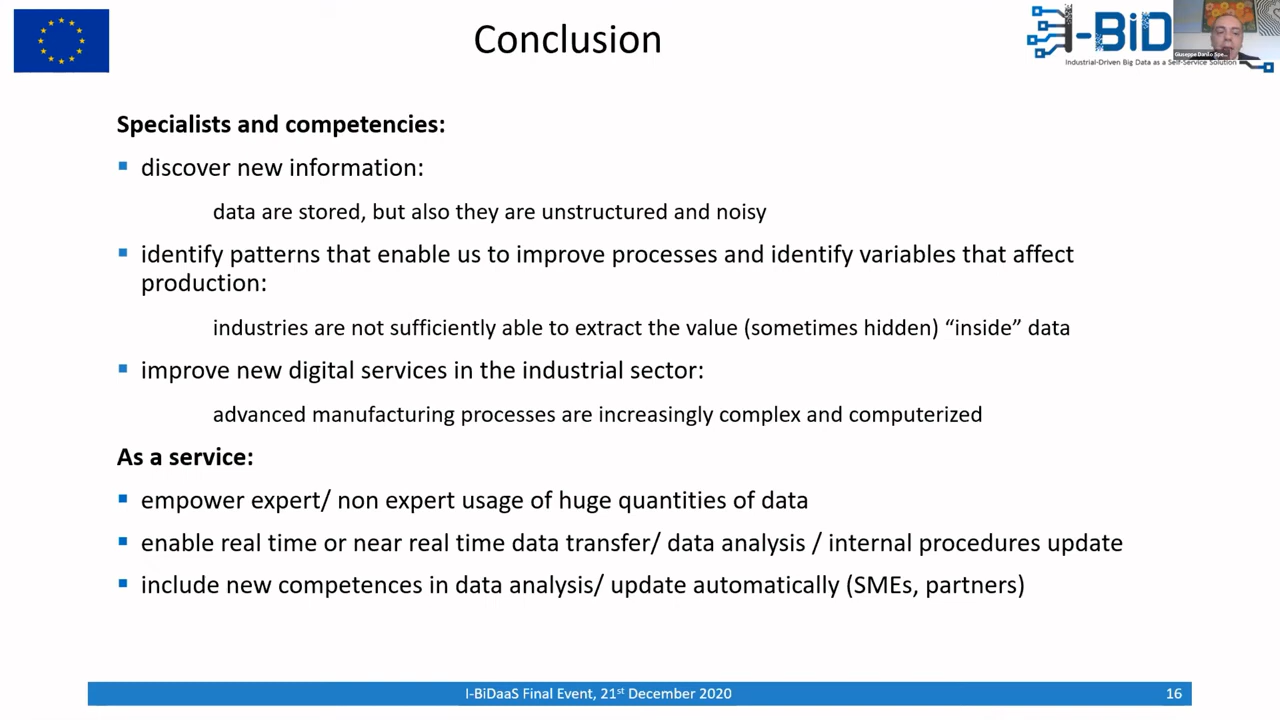 Conclusion
I-BiD
Giuseppe Danilo Spe...
Industrial-Driven Big Data as a Self-Service Solution
Specialists and competencies:
discover new information:
data are stored, but also they are unstructured and noisy
identify patterns that enable us to improve processes and identify variables that affect
production:
industries are not sufficiently able to extract the value (sometimes hidden) “inside” data
improve new digital services in the industrial sector:
advanced manufacturing processes are increasingly complex and computerized
As a service:
empower expert/ non expert usage of huge quantities of data
enable real time or near real time data transfer/ data analysis / internal procedures update
include new competences in data analysis/ update automatically (SMEs, partners)
I-BiDaaS Final Event, 21st December 2020
16